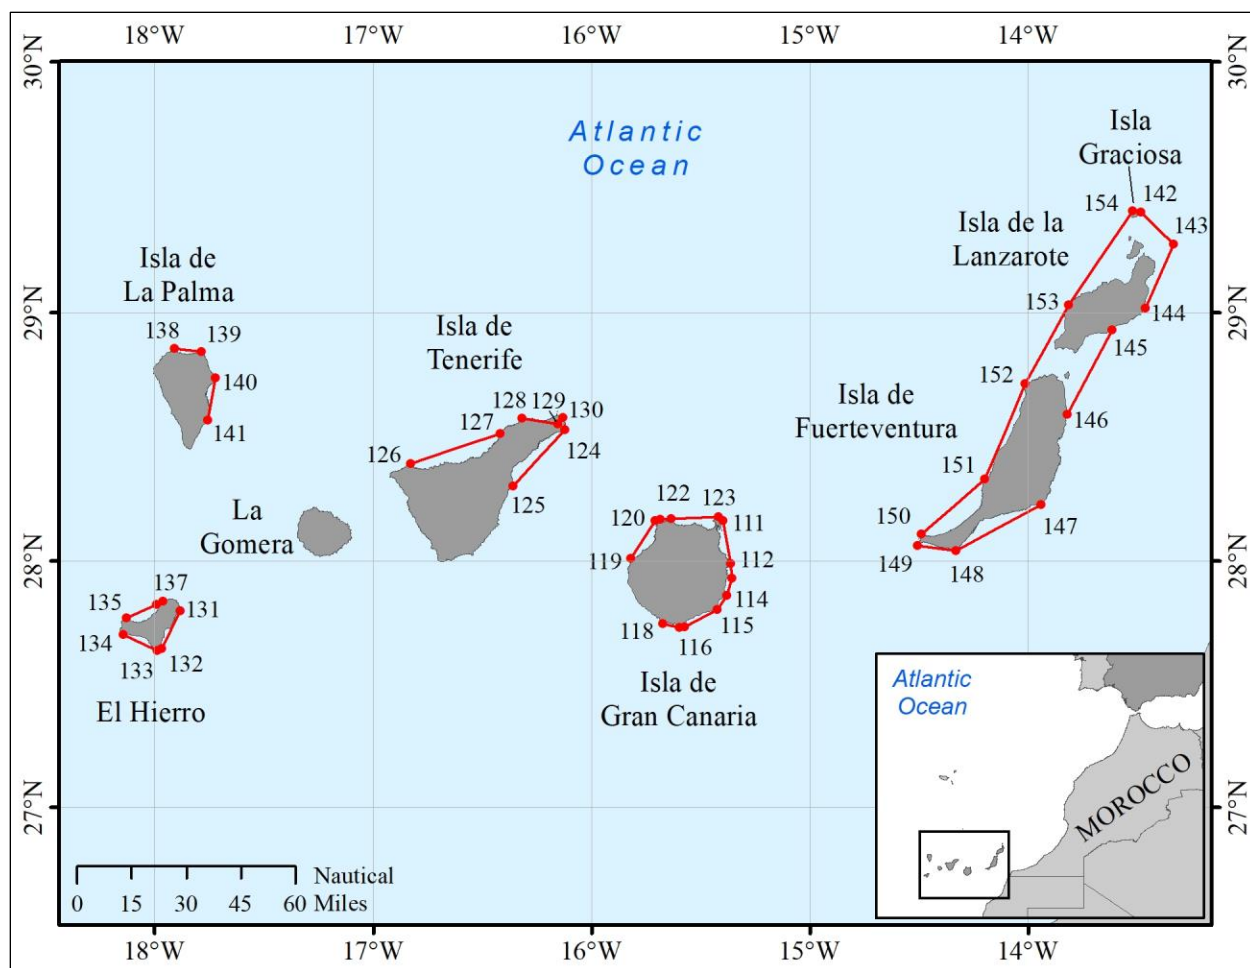 18°W 17°W 16°W 15°W 14°W
30°N 30°N
Atlantic
Ocean
Isla
Graciosa
154 142
143
Isla de la
Lanzarote
Isla de
La Palma
29°N 29°N
153
144
138 139
Isla de
Tenerife
145
140
152
128 129 130
Isla de
Fuerteventura
146
141
127
124
126
151
125
122 123
La
Gomera
120 111
150
147
119 112
149 148
28°N 28°N
137
135 131
114
134
115
118 116
133 132
El Hierro
Isla de
Gran Canaria
Atlantic
Ocean
MOROCCO
27°N 27°N
0 15 30 45 60
Nautical
Miles
18°W 17°W 16°W 15°W 14°W